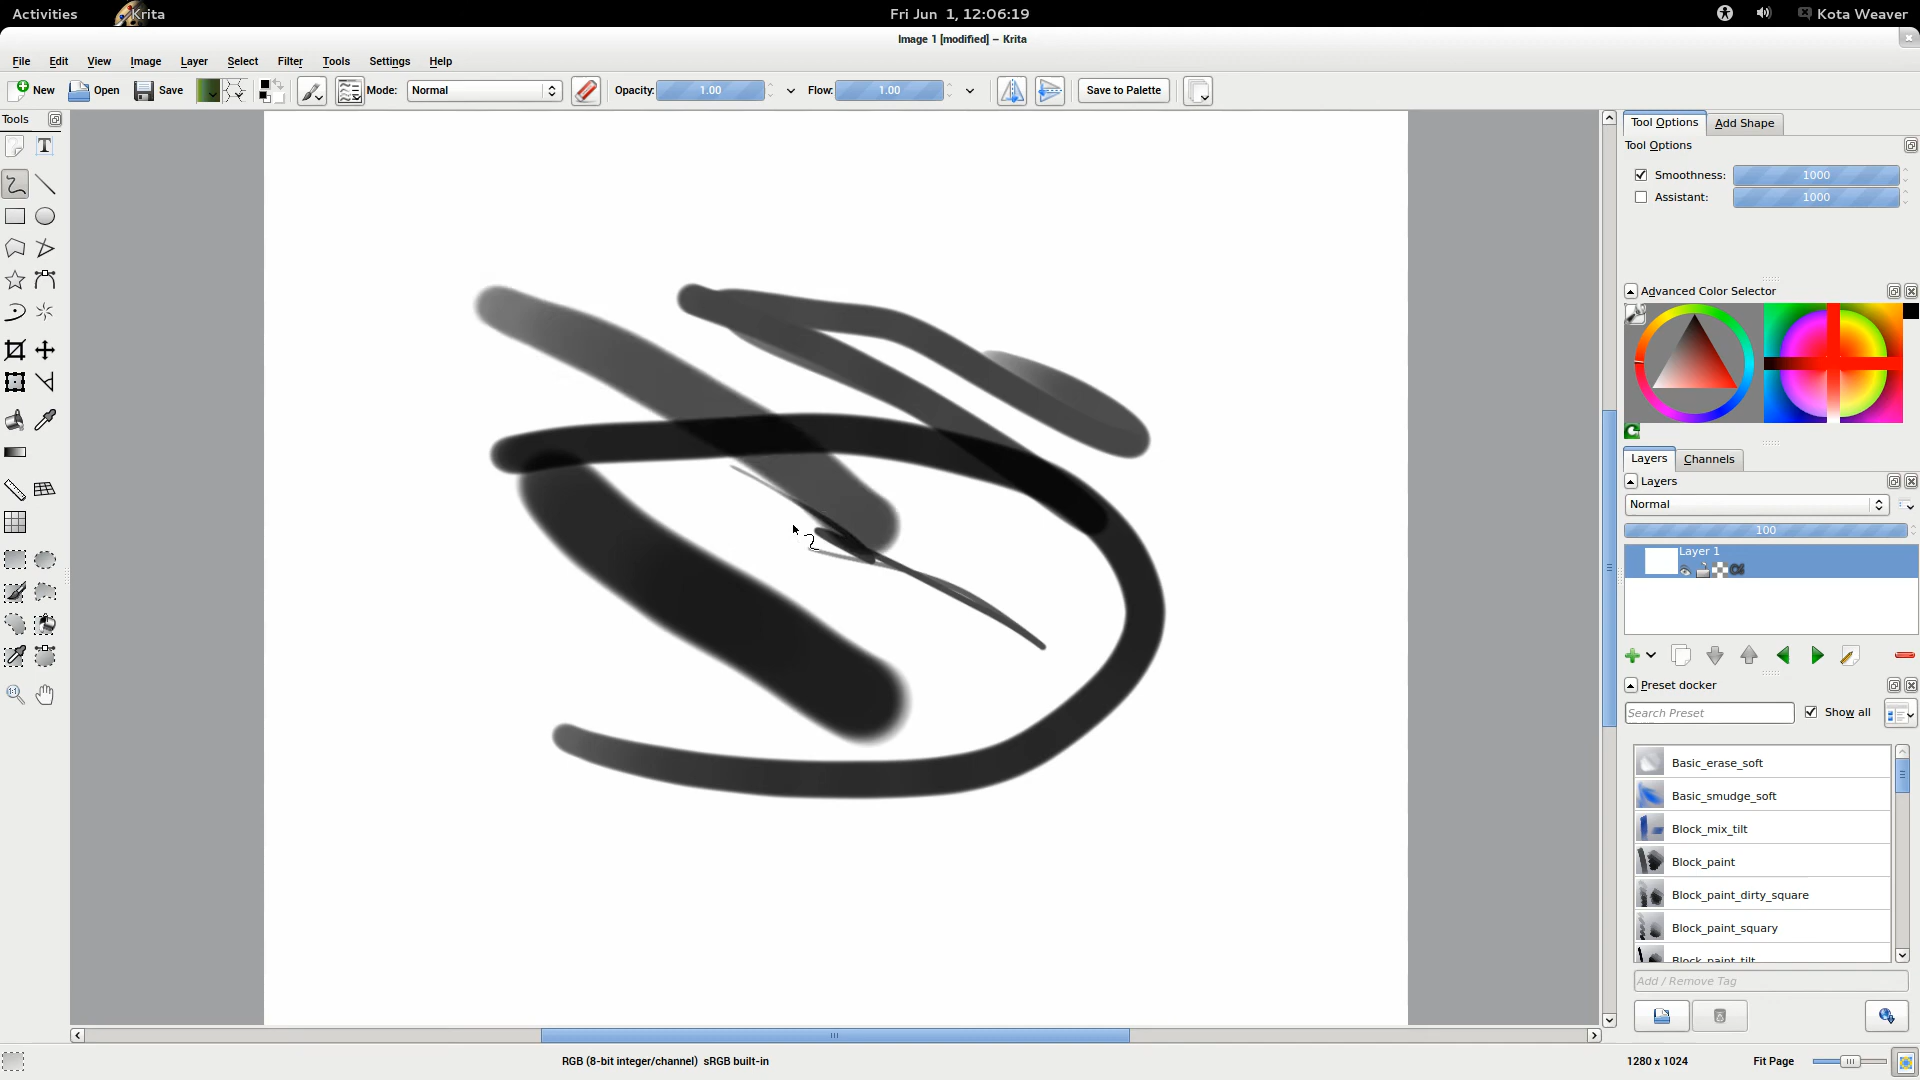 Activities Krita Fri Jun 1, 12:06:19 Kota Weaver
Image 1 [modified] – Krita
File Edit View Image Layer Select Filter Tools Settings Help
New Open Save Mode: Normal Opacity: 1.00 Flow: 1.00 Save to Palette
Tools
Tool Options Add Shape
Tool Options
Smoothness: 1000
Assistant: 1000
Advanced Color Selector
Layers Channels
Layers
Normal
100
Layer 1
Preset docker
Search Preset Show all
Basic_erase_soft
Basic_smudge_soft
Block_mix_tilt
Block_paint
Block_paint_dirty_square
Block_paint_squary
Block_paint_tilt
Add / Remove Tag
RGB (8-bit integer/channel) sRGB built-in 1280 x 1024 Fit Page